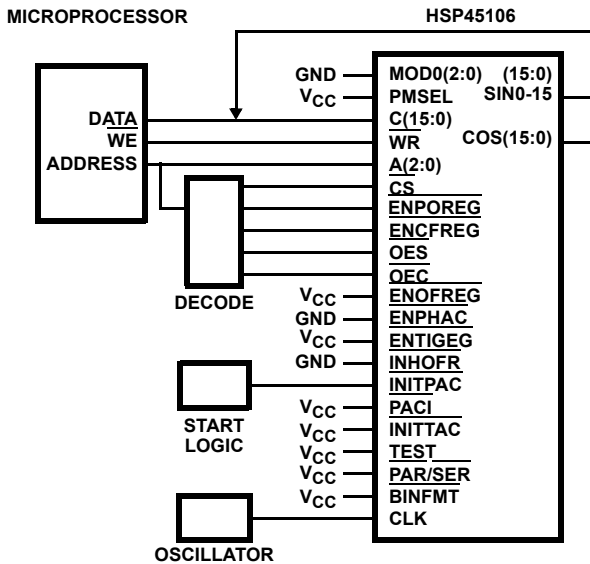 MICROPROCESSOR
HSP45106
GND
MOD0(2:0)
(15:0)
VCC
PMSEL
SIN0-15
DATA
C(15:0)
WE
WR
COS(15:0)
ADDRESS
A(2:0)
CS
ENPOREG
ENCFREG
OES
OEC
DECODE
VCC
ENOFREG
GND
ENPHAC
VCC
ENTIGEG
GND
INHOFR
INITPAC
START
LOGIC
VCC
PACI
VCC
INITTAC
VCC
TEST
VCC
PAR/SER
VCC
BINFMT
CLK
OSCILLATOR